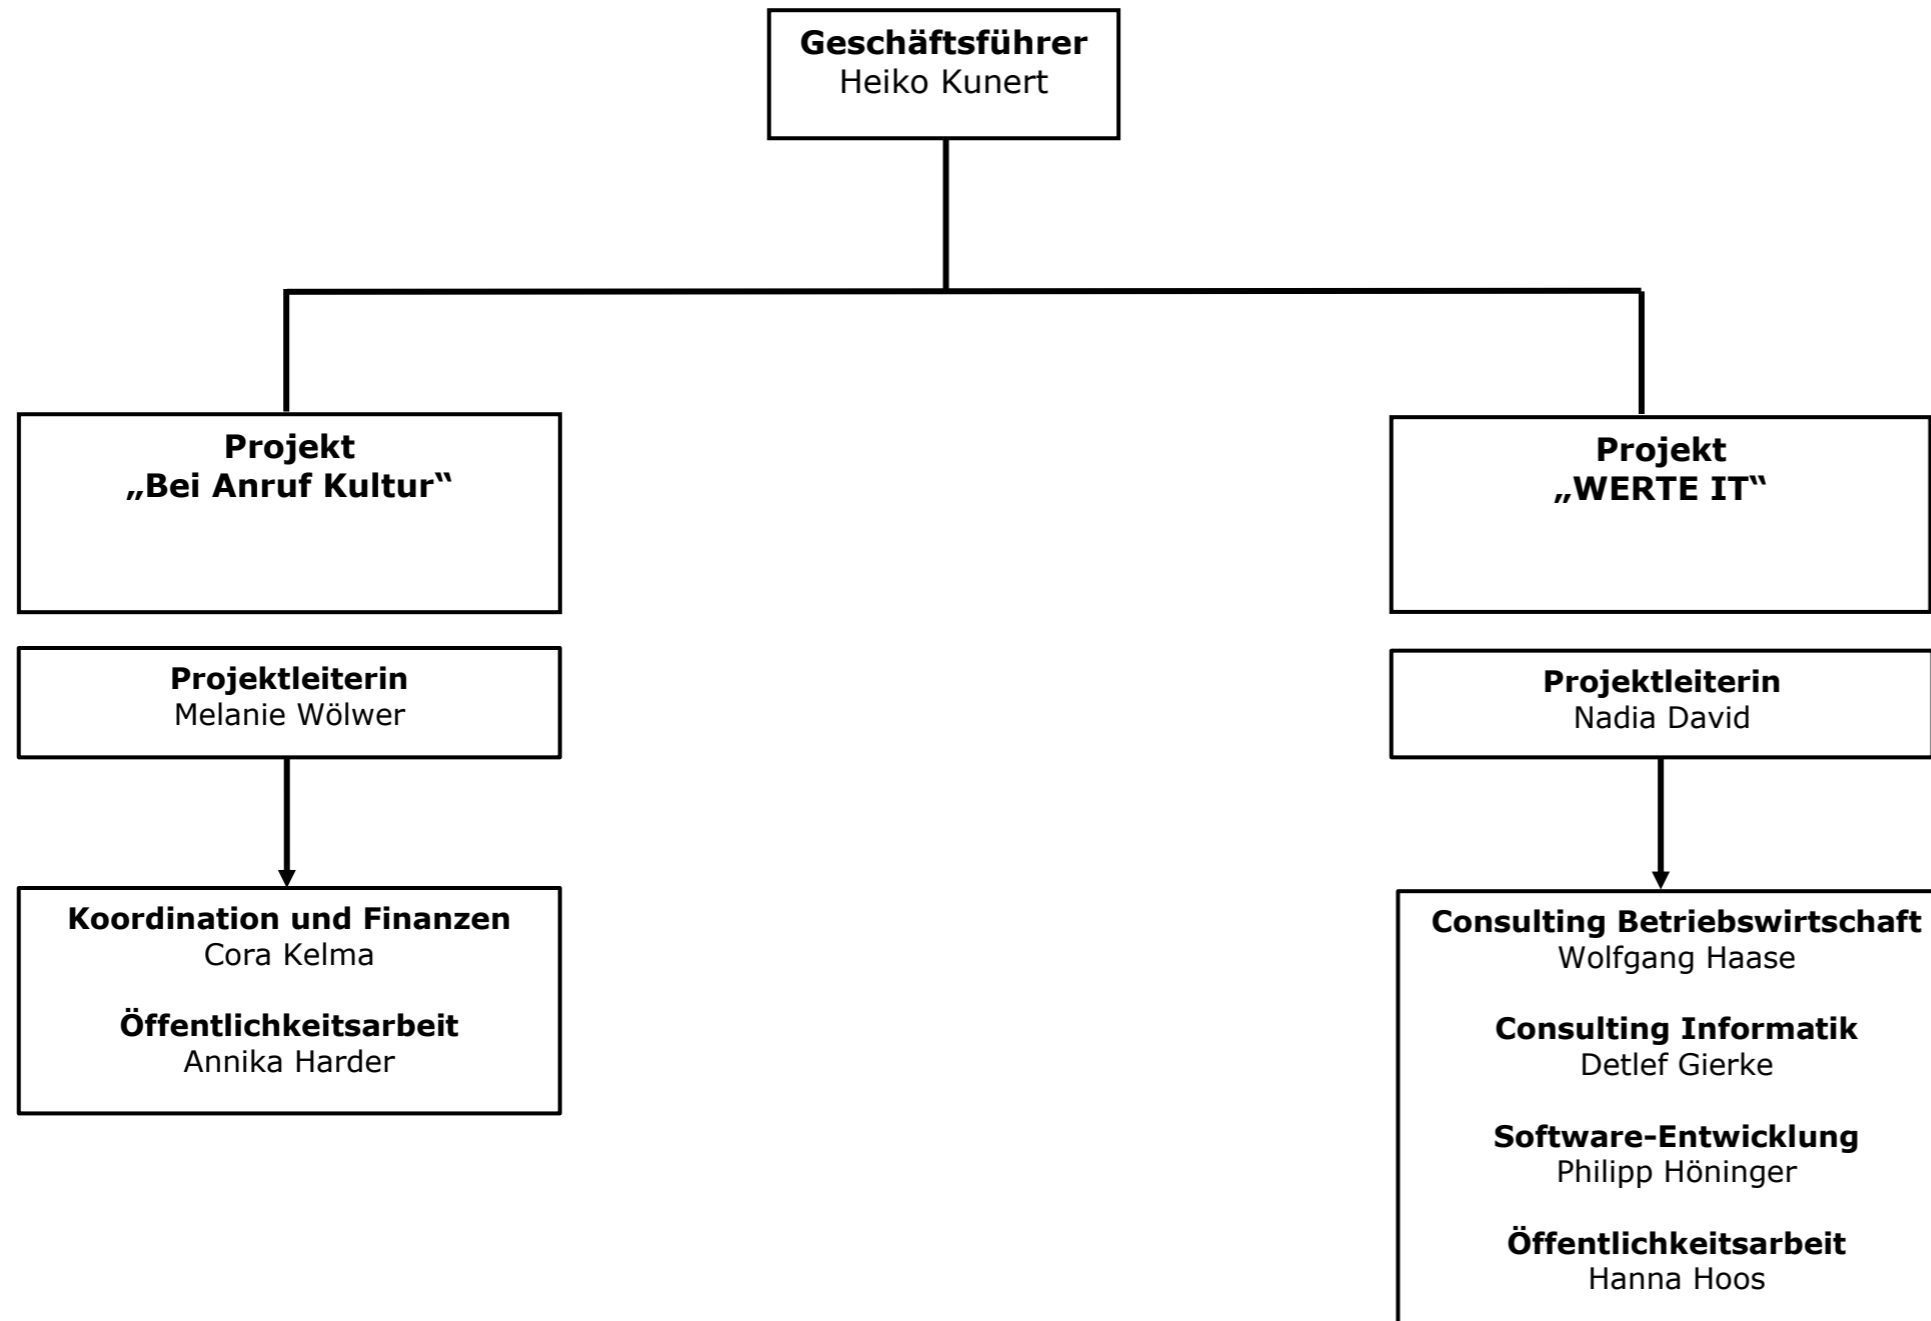 Geschäftsführer
Heiko Kunert
Projekt
„Bei Anruf Kultur“
Projektleiterin
Melanie Wölwer
Koordination und Finanzen
Cora Kelma
Öffentlichkeitsarbeit
Annika Harder
Projekt
„WERTE IT“
Projektleiterin
Nadia David
Consulting Betriebswirtschaft
Wolfgang Haase
Consulting Informatik
Detlef Gierke
Software-Entwicklung
Philipp Höninger
Öffentlichkeitsarbeit
Hanna Hoos